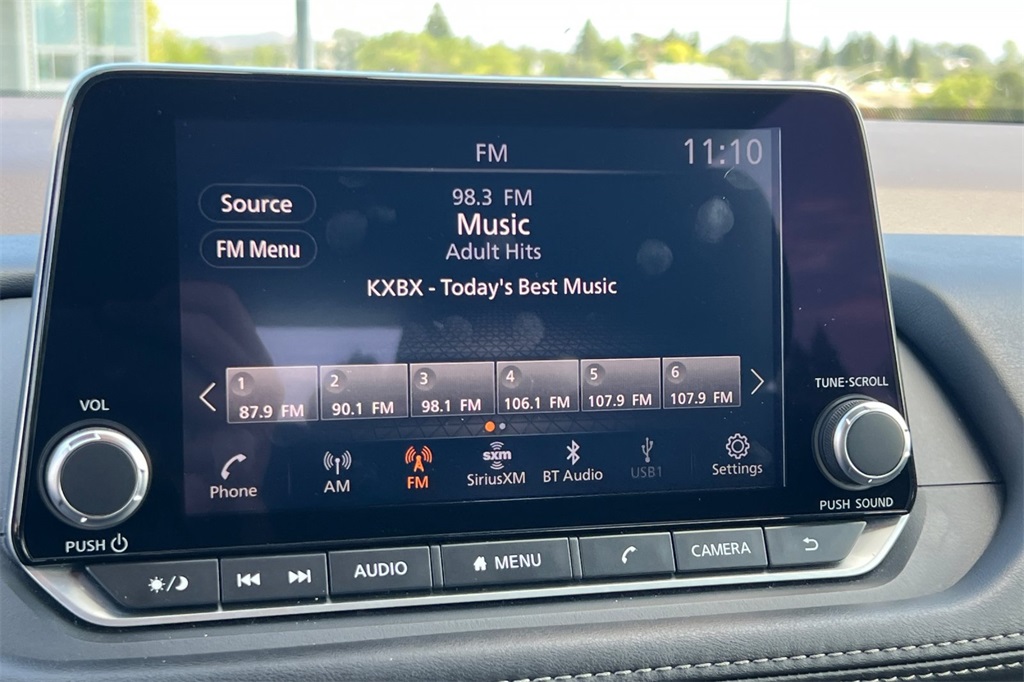 FM
11:10
Source
98.3 FM
Music
FM Menu
Adult Hits
KXBX - Today's Best Music
1
87.9 FM
2
90.1 FM
3
98.1 FM
4
106.1 FM
5
107.9 FM
6
107.9 FM
Phone
AM
FM
sxm
SiriusXM
BT Audio
USB1
Settings
VOL
PUSH
TUNE·SCROLL
PUSH SOUND
AUDIO
MENU
CAMERA